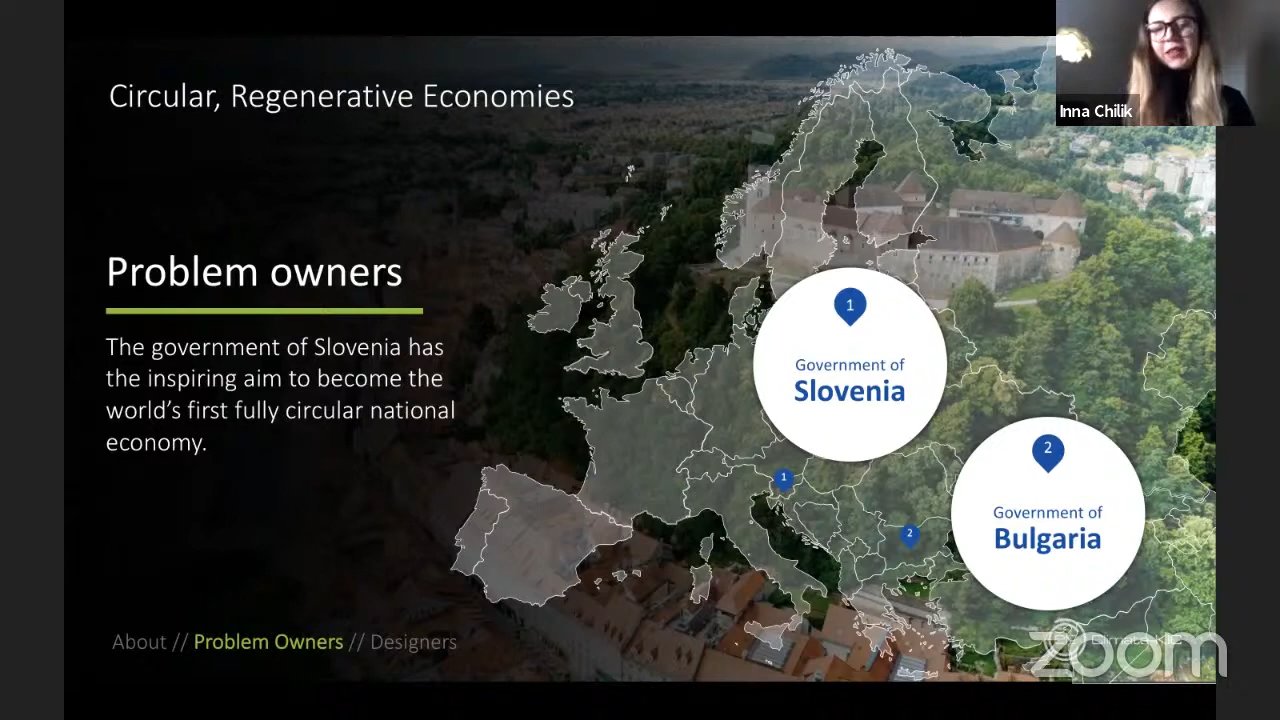 Circular, Regenerative Economies
Inna Chilik
Problem owners
The government of Slovenia has
the inspiring aim to become the
world's first fully circular national
economy.
1
Government of
Slovenia
2
Government of
Bulgaria
1
2
About // Problem Owners // Designers
zoom